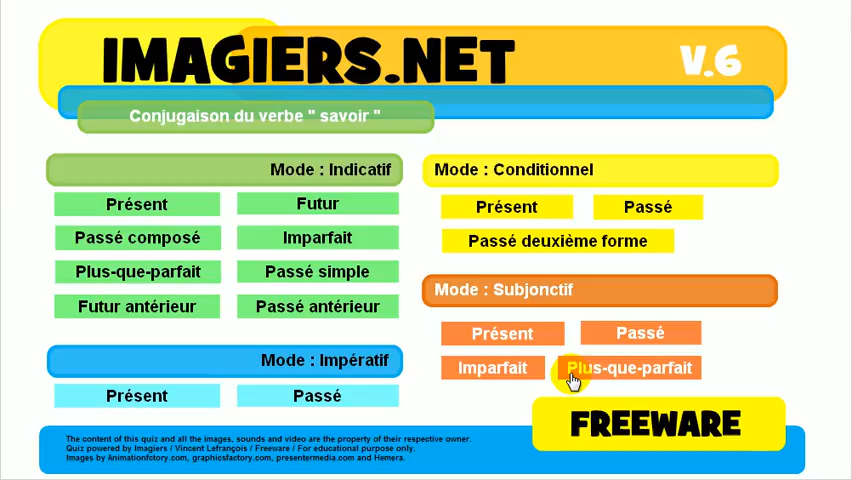 IMAGIERS.NET
V.6
Conjugaison du verbe " savoir "
Mode : Indicatif
Présent
Futur
Passé composé
Imparfait
Plus-que-parfait
Passé simple
Futur antérieur
Passé antérieur
Mode : Impératif
Présent
Passé
Mode : Conditionnel
Présent
Passé
Passé deuxième forme
Mode : Subjonctif
Présent
Passé
Imparfait
Plus-que-parfait
FREEWARE
The content of this quiz and all the images, sounds and video are the property of their respective owner.
Quiz powered by Imagiers / Vincent Lefrançois / For educational purpose only.
Images by Animationfctory.com, graphicsfactory.com, presentermedia.com and Hemera.